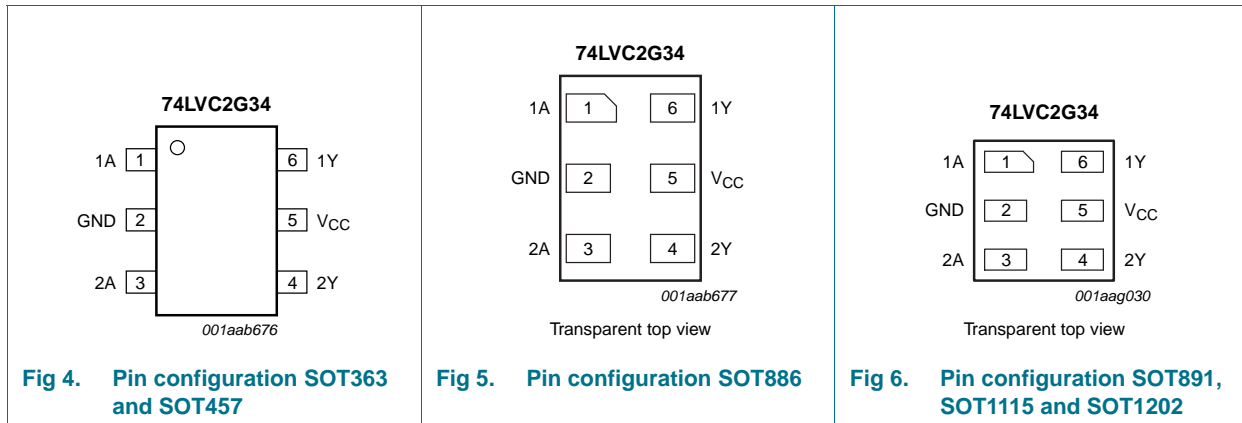 74LVC2G34
1A 1 6 1Y
GND 2 5 VCC
2A 3 4 2Y
001aab676
Fig 4. Pin configuration SOT363
and SOT457
74LVC2G34
1A 1 6 1Y
GND 2 5 VCC
2A 3 4 2Y
001aab677
Transparent top view
Fig 5. Pin configuration SOT886
74LVC2G34
1A 1 6 1Y
GND 2 5 VCC
2A 3 4 2Y
001aag030
Transparent top view
Fig 6. Pin configuration SOT891,
SOT1115 and SOT1202